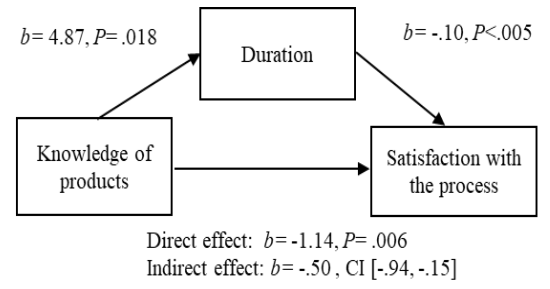 b= 4.87, P= .018
Duration
b= -.10, P<.005
Knowledge of
products
Satisfaction with
the process
Direct effect:  b= -1.14, P= .006
Indirect effect: b= -.50 , CI [-.94, -.15]